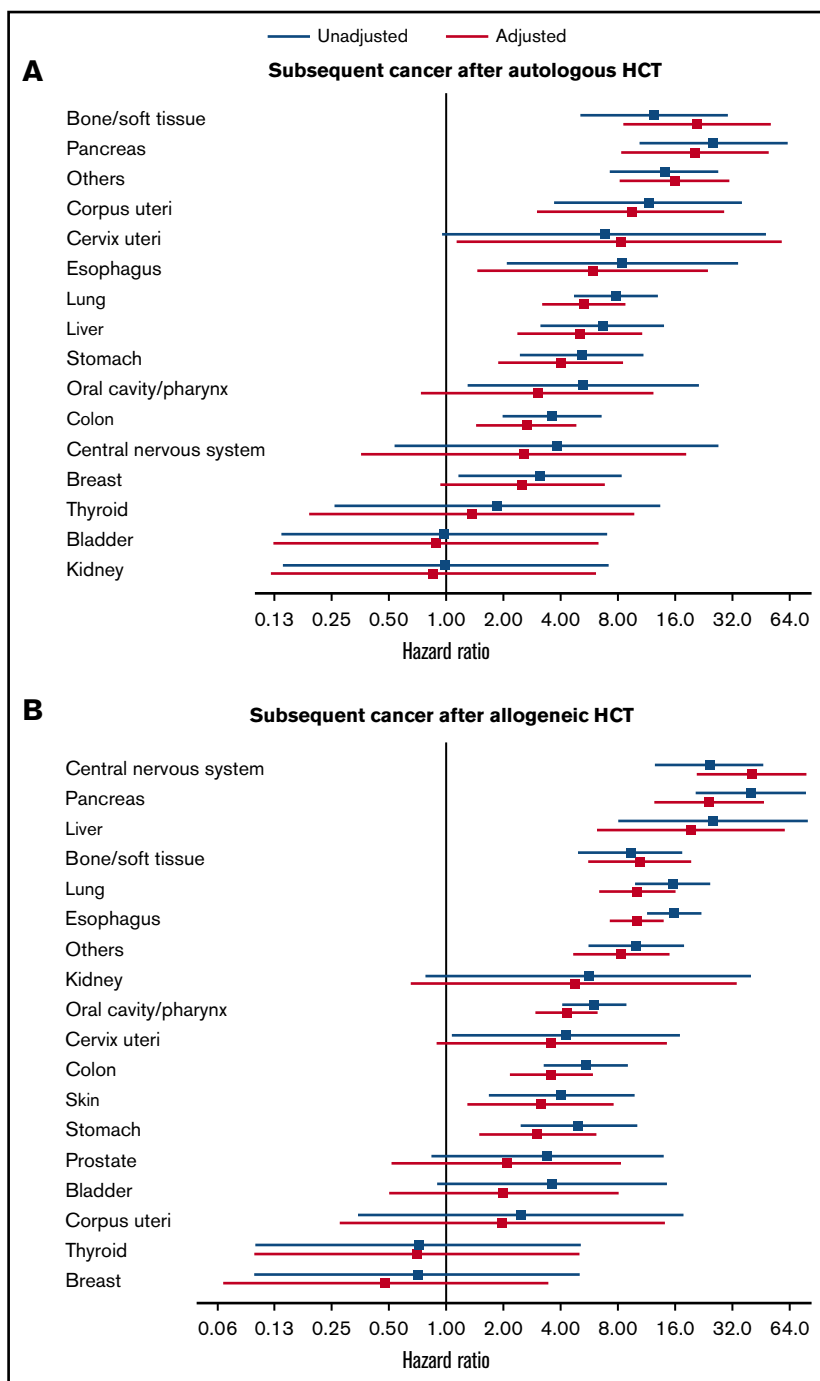 Unadjusted Adjusted
A
Subsequent cancer after autologous HCT
Bone/soft tissue
Pancreas
Others
Corpus uteri
Cervix uteri
Esophagus
Lung
Liver
Stomach
Oral cavity/pharynx
Colon
Central nervous system
Breast
Thyroid
Bladder
Kidney
0.13 0.25 0.50 1.00 2.00 4.00 8.00 16.0 32.0 64.0
Hazard ratio
B
Subsequent cancer after allogeneic HCT
Central nervous system
Pancreas
Liver
Bone/soft tissue
Lung
Esophagus
Others
Kidney
Oral cavity/pharynx
Cervix uteri
Colon
Skin
Stomach
Prostate
Bladder
Corpus uteri
Thyroid
Breast
0.06 0.13 0.25 0.50 1.00 2.00 4.00 8.00 16.0 32.0 64.0
Hazard ratio